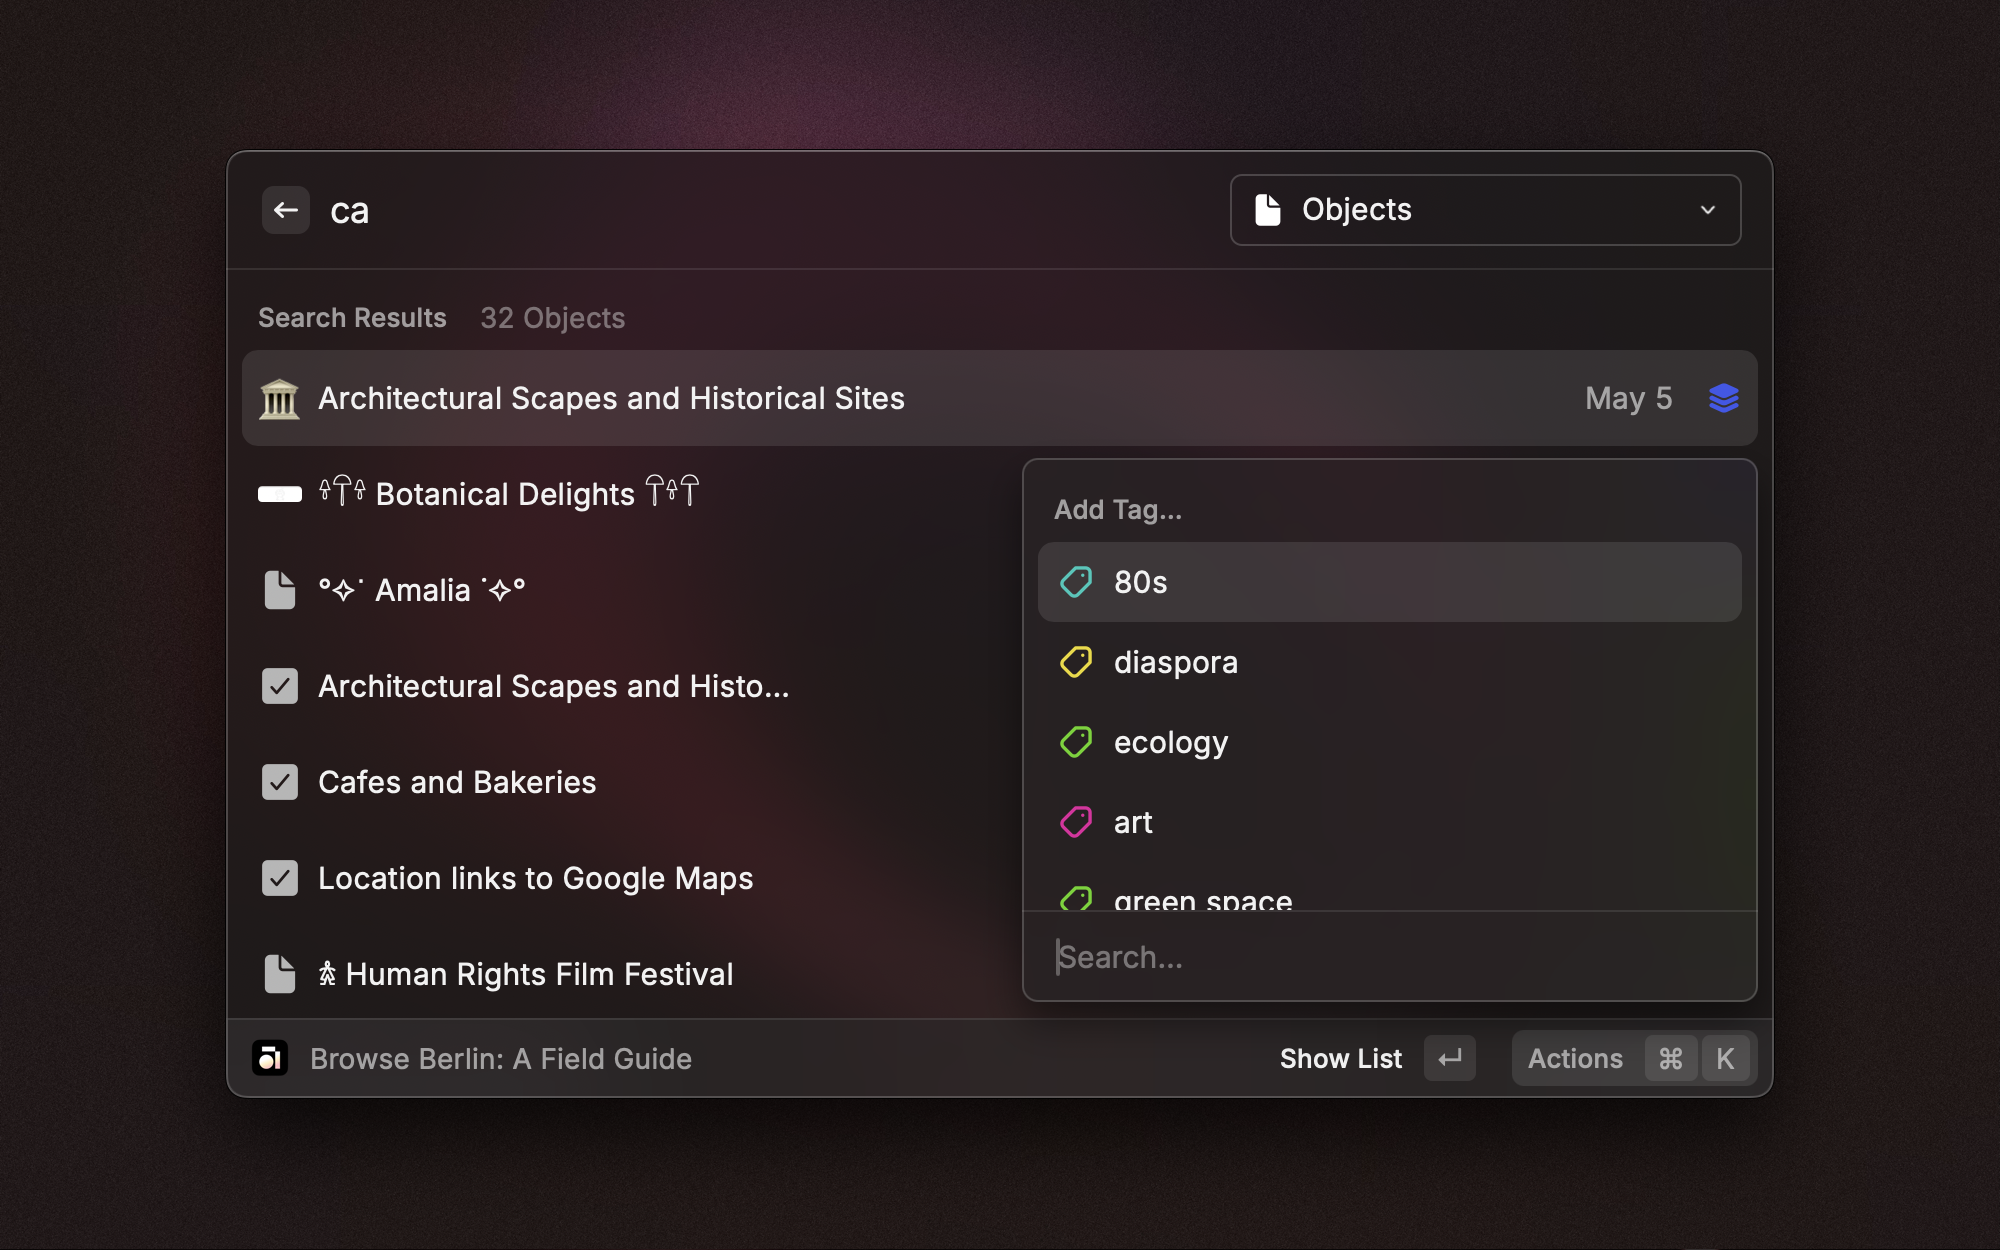 ca
Objects
Search Results 32 Objects
Architectural Scapes and Historical Sites May 5
𓍊𓋼𓍊 Botanical Delights 𓋼𓍊𓋼
°✧˙ Amalia ˙✧°
Architectural Scapes and Histo...
Cafes and Bakeries
Location links to Google Maps
𐀪 Human Rights Film Festival
Add Tag...
80s
diaspora
ecology
art
green space
Search...
Browse Berlin: A Field Guide
Show List ↵
Actions ⌘ K